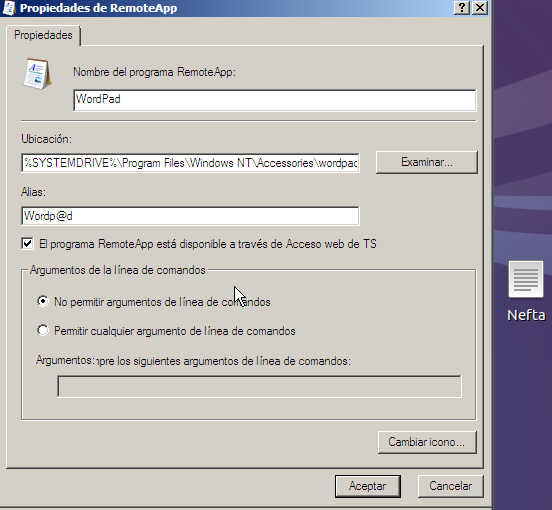 Propiedades de RemoteApp
Propiedades
Nombre del programa RemoteApp:
WordPad
Ubicación:
%SYSTEMDRIVE%\Program Files\Windows NT\Accessories\wordpad
Examinar...
Alias:
Wordp@d
El programa RemoteApp está disponible a través de Acceso web de TS
Argumentos de la línea de comandos
No permitir argumentos de línea de comandos
Permitir cualquier argumento de línea de comandos
Argumentos: los siguientes argumentos de línea de comandos:
Cambiar icono...
Aceptar
Cancelar
Nefta